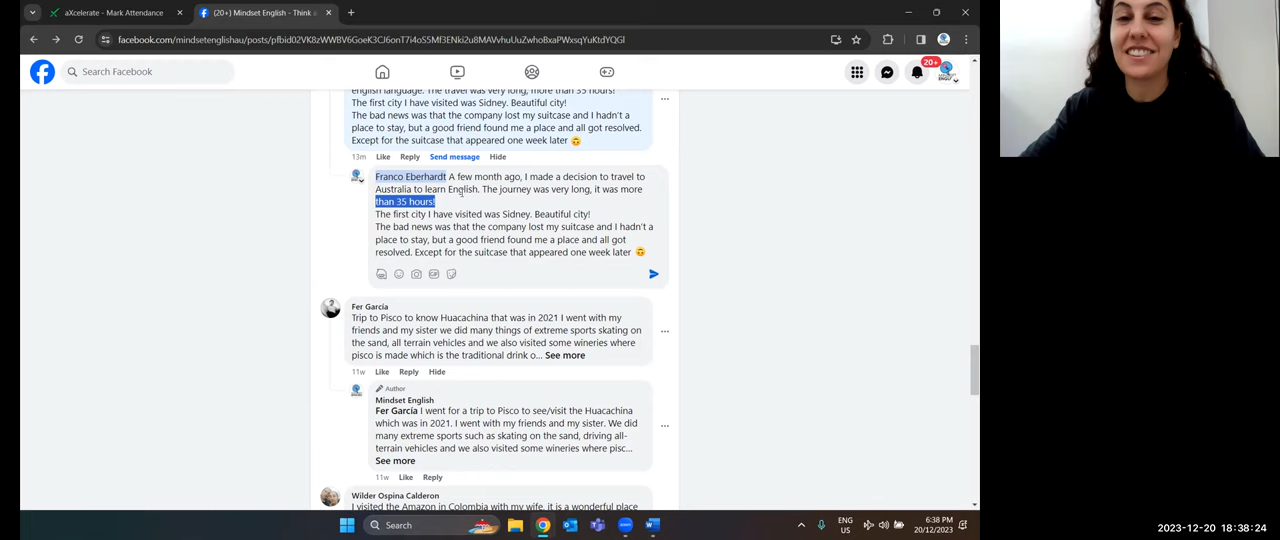 aXcelerate - Mark Attendance
(20+) Mindset English - Think a
facebook.com/mindsetenglishau/posts/pfbid02VK8zWWBV6GoeK3CJ6onT7i4oS5Mf3ENki2u8MAVvhuUuZwhoBxaPWxsqYuKtdYQGl
Search Facebook
20+
english language. The travel was very long, more than 35 hours!
The first city I have visited was Sidney. Beautiful city!
The bad news was that the company lost my suitcase and I hadn't a
place to stay, but a good friend found me a place and all got resolved.
Except for the suitcase that appeared one week later 🙃
13m Like Reply Send message Hide
Franco Eberhardt A few month ago, I made a decision to travel to
Australia to learn English. The journey was very long, it was more
than 35 hours!
The first city I have visited was Sidney. Beautiful city!
The bad news was that the company lost my suitcase and I hadn't a
place to stay, but a good friend found me a place and all got
resolved. Except for the suitcase that appeared one week later 🙃
Fer García
Trip to Pisco to know Huacachina that was in 2021 I went with my
friends and my sister we did many things of extreme sports skating on
the sand, all terrain vehicles and we also visited some wineries where
pisco is made which is the traditional drink o... See more
11w Like Reply Hide
Author
Mindset English
Fer García I went for a trip to Pisco to see/visit the Huacachina
which was in 2021. I went with my friends and my sister. We did
many extreme sports such as skating on the sand, driving all-
terrain vehicles and we also visited some wineries where pisc...
See more
11w Like Reply
Wilder Ospina Calderon
I visited the Amazon in Colombia with my wife, it is a wonderful place
Search
ENG
US
6:38 PM
20/12/2023
2023-12-20 18:38:24